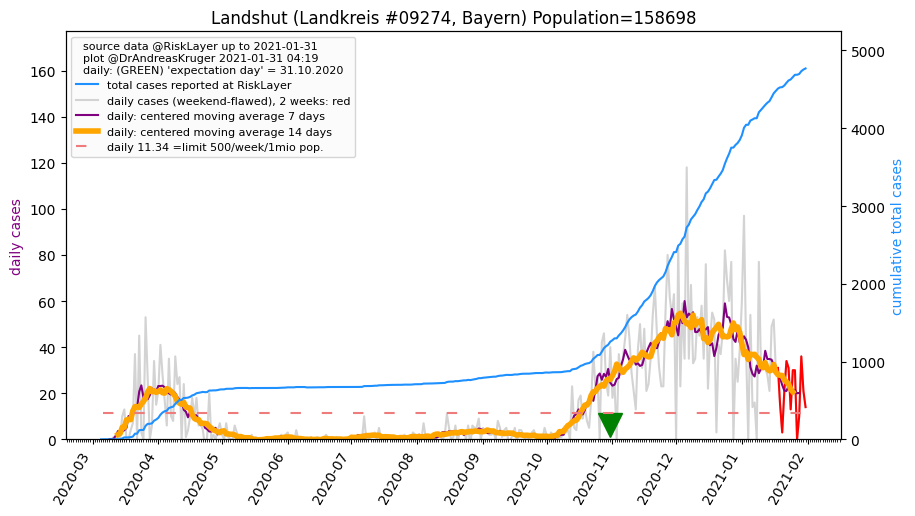 Landshut (Landkreis #09274, Bayern) Population=158698
source data @RiskLayer up to 2021-01-31
plot @DrAndreasKruger 2021-01-31 04:19
daily: (GREEN) 'expectation day' = 31.10.2020
total cases reported at RiskLayer
daily cases (weekend-flawed), 2 weeks: red
daily: centered moving average 7 days
daily: centered moving average 14 days
daily 11.34 =limit 500/week/1mio pop.
daily cases
160
140
120
100
80
60
40
20
0
5000
4000
3000
2000
1000
0
cumulative total cases
2020-03
2020-04
2020-05
2020-06
2020-07
2020-08
2020-09
2020-10
2020-11
2020-12
2021-01
2021-02